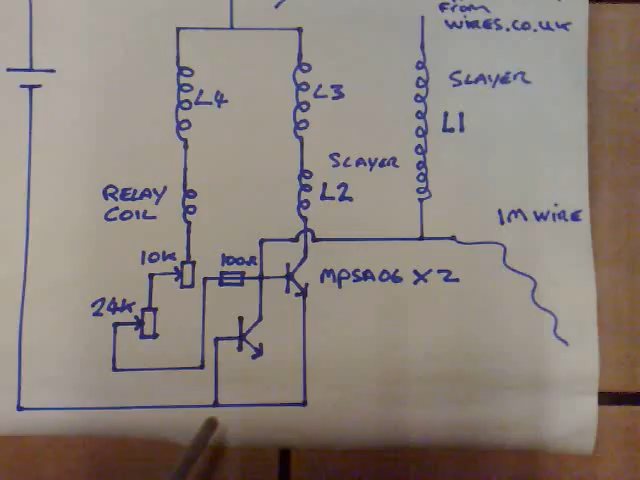 From
WIRES.CO.UK
SLAYER
L4
L3
L1
SLAYER
L2
RELAY
COIL
1M WIRE
10K
100R
MPSA06 X 2
24K